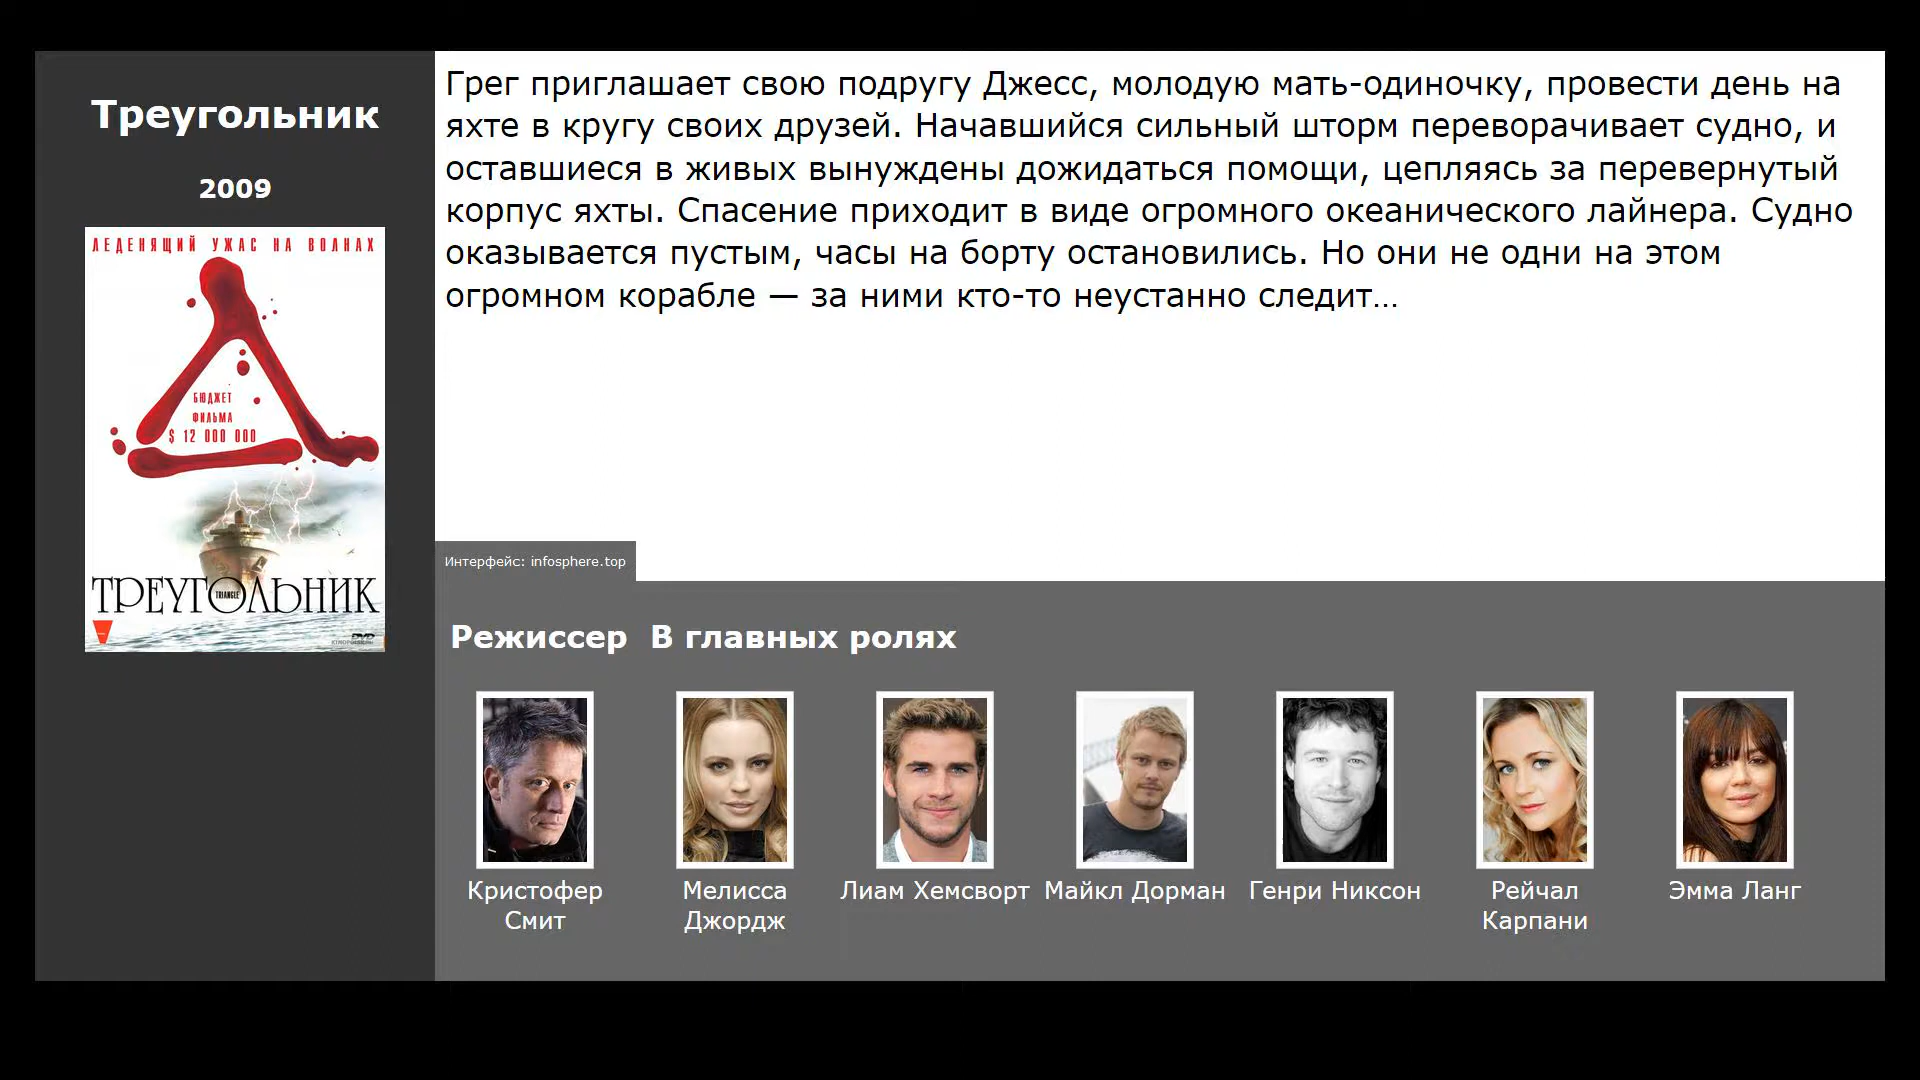 Треугольник
2009
ЛЕДЕНЯЩИЙ УЖАС НА ВОЛНАХ
БЮДЖЕТ
ФИЛЬМА
$ 12 000 000
ТРЕУГОЛЬНИК
TRIANGLE
DVD
Грег приглашает свою подругу Джесс, молодую мать-одиночку, провести день на
яхте в кругу своих друзей. Начавшийся сильный шторм переворачивает судно, и
оставшиеся в живых вынуждены дожидаться помощи, цепляясь за перевернутый
корпус яхты. Спасение приходит в виде огромного океанического лайнера. Судно
оказывается пустым, часы на борту остановились. Но они не одни на этом
огромном корабле — за ними кто-то неустанно следит...
Интерфейс: infosphere.top
Режиссер В главных ролях
Кристофер
Смит
Мелисса
Джордж
Лиам Хемсворт
Майкл Дорман
Генри Никсон
Рейчал
Карпани
Эмма Ланг